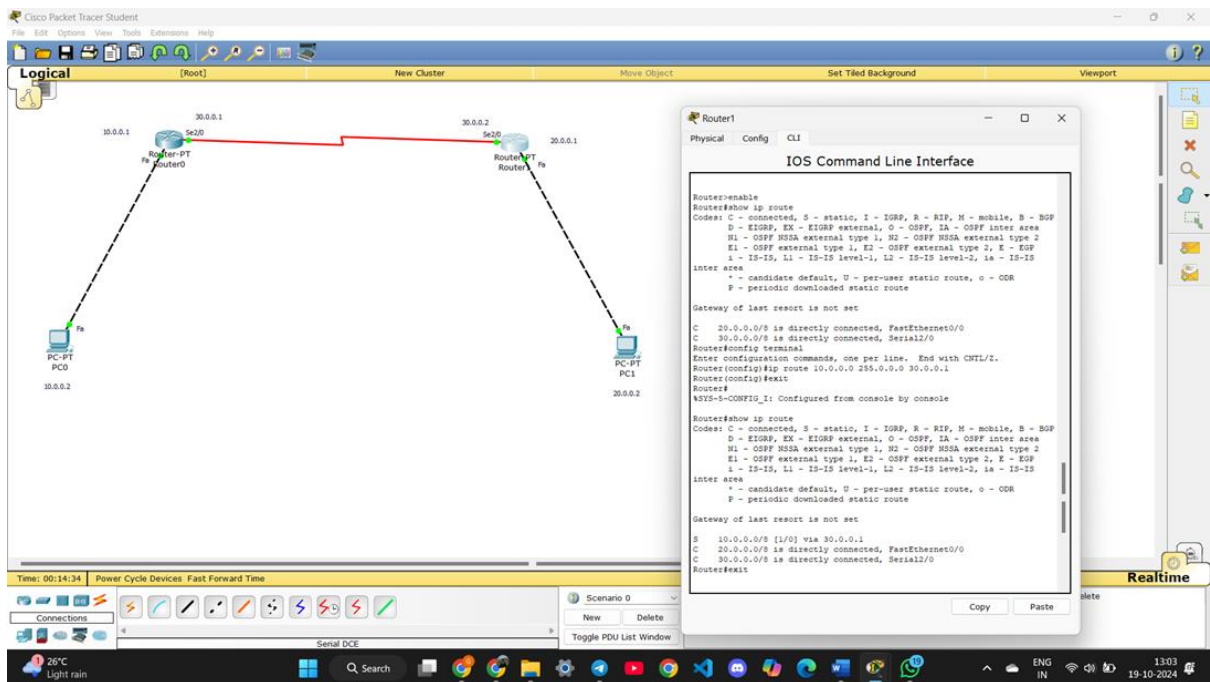 Cisco Packet Tracer Student
File Edit Options View Tools Extensions Help
Logical
[Root]
New Cluster
Move Object
Set Tiled Background
Viewport
30.0.0.1
10.0.0.1
Se2/0
Router-PT
Fa Router0
30.0.0.2
Se2/0
20.0.0.1
Router-PT
Router1
Fa
Fa
PC-PT
PC0
10.0.0.2
Fa
PC-PT
PC1
20.0.0.2
Router1
Physical Config CLI
IOS Command Line Interface
Router>enable
Router#show ip route
Codes: C - connected, S - static, I - IGRP, R - RIP, M - mobile, B - BGP
D - EIGRP, EX - EIGRP external, O - OSPF, IA - OSPF inter area
N1 - OSPF NSSA external type 1, N2 - OSPF NSSA external type 2
E1 - OSPF external type 1, E2 - OSPF external type 2, E - EGP
i - IS-IS, L1 - IS-IS level-1, L2 - IS-IS level-2, ia - IS-IS
inter area
* - candidate default, U - per-user static route, o - ODR
P - periodic downloaded static route
Gateway of last resort is not set
C 20.0.0.0/8 is directly connected, FastEthernet0/0
C 30.0.0.0/8 is directly connected, Serial2/0
Router#config terminal
Enter configuration commands, one per line. End with CNTL/Z.
Router(config)#ip route 10.0.0.0 255.0.0.0 30.0.0.1
Router(config)#exit
Router#
%SYS-5-CONFIG_I: Configured from console by console
Router#show ip route
Codes: C - connected, S - static, I - IGRP, R - RIP, M - mobile, B - BGP
D - EIGRP, EX - EIGRP external, O - OSPF, IA - OSPF inter area
N1 - OSPF NSSA external type 1, N2 - OSPF NSSA external type 2
E1 - OSPF external type 1, E2 - OSPF external type 2, E - EGP
i - IS-IS, L1 - IS-IS level-1, L2 - IS-IS level-2, ia - IS-IS
inter area
* - candidate default, U - per-user static route, o - ODR
P - periodic downloaded static route
Gateway of last resort is not set
S 10.0.0.0/8 [1/0] via 30.0.0.1
C 20.0.0.0/8 is directly connected, FastEthernet0/0
C 30.0.0.0/8 is directly connected, Serial2/0
Router#exit
Copy Paste
Time: 00:14:34 Power Cycle Devices Fast Forward Time
Realtime
Connections
Serial DCE
Scenario 0
New Delete
Toggle PDU List Window
26°C
Light rain
1
Search
19
ENG
IN
13:03
19-10-2024